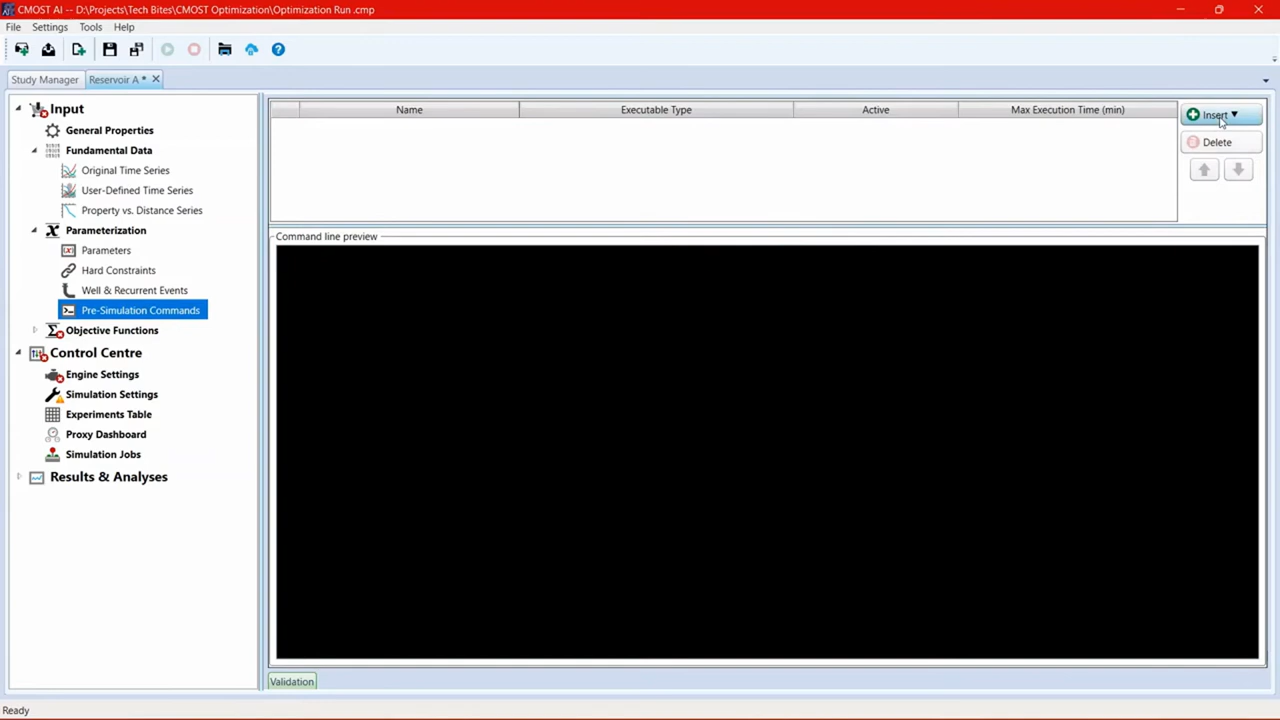 CMOST AI -- D:\Projects\Tech Bites\CMOST Optimization\Optimization Run .cmp
File Settings Tools Help
Study Manager Reservoir A *
Input
General Properties
Fundamental Data
Original Time Series
User-Defined Time Series
Property vs. Distance Series
Parameterization
Parameters
Hard Constraints
Well & Recurrent Events
Pre-Simulation Commands
Objective Functions
Control Centre
Engine Settings
Simulation Settings
Experiments Table
Proxy Dashboard
Simulation Jobs
Results & Analyses
Name Executable Type Active Max Execution Time (min)
Insert
Delete
Command line preview
Validation
Ready